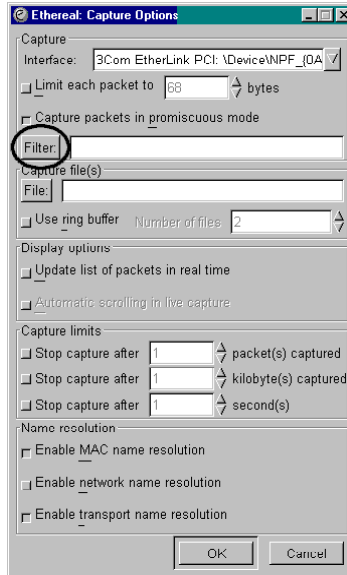 Ethereal: Capture Options
Capture
Interface: 3Com EtherLink PCI: \Device\NPF_{0A
Limit each packet to 68 bytes
Capture packets in promiscuous mode
Filter:
Capture file(s)
File:
Use ring buffer Number of files 2
Display options
Update list of packets in real time
Automatic scrolling in live capture
Capture limits
Stop capture after 1 packet(s) captured
Stop capture after 1 kilobyte(s) captured
Stop capture after 1 second(s)
Name resolution
Enable MAC name resolution
Enable network name resolution
Enable transport name resolution
OK Cancel